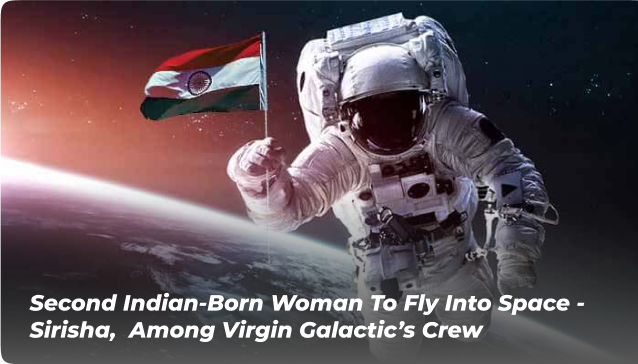 Second Indian-Born Woman To Fly Into Space -
Sirisha, Among Virgin Galactic’s Crew